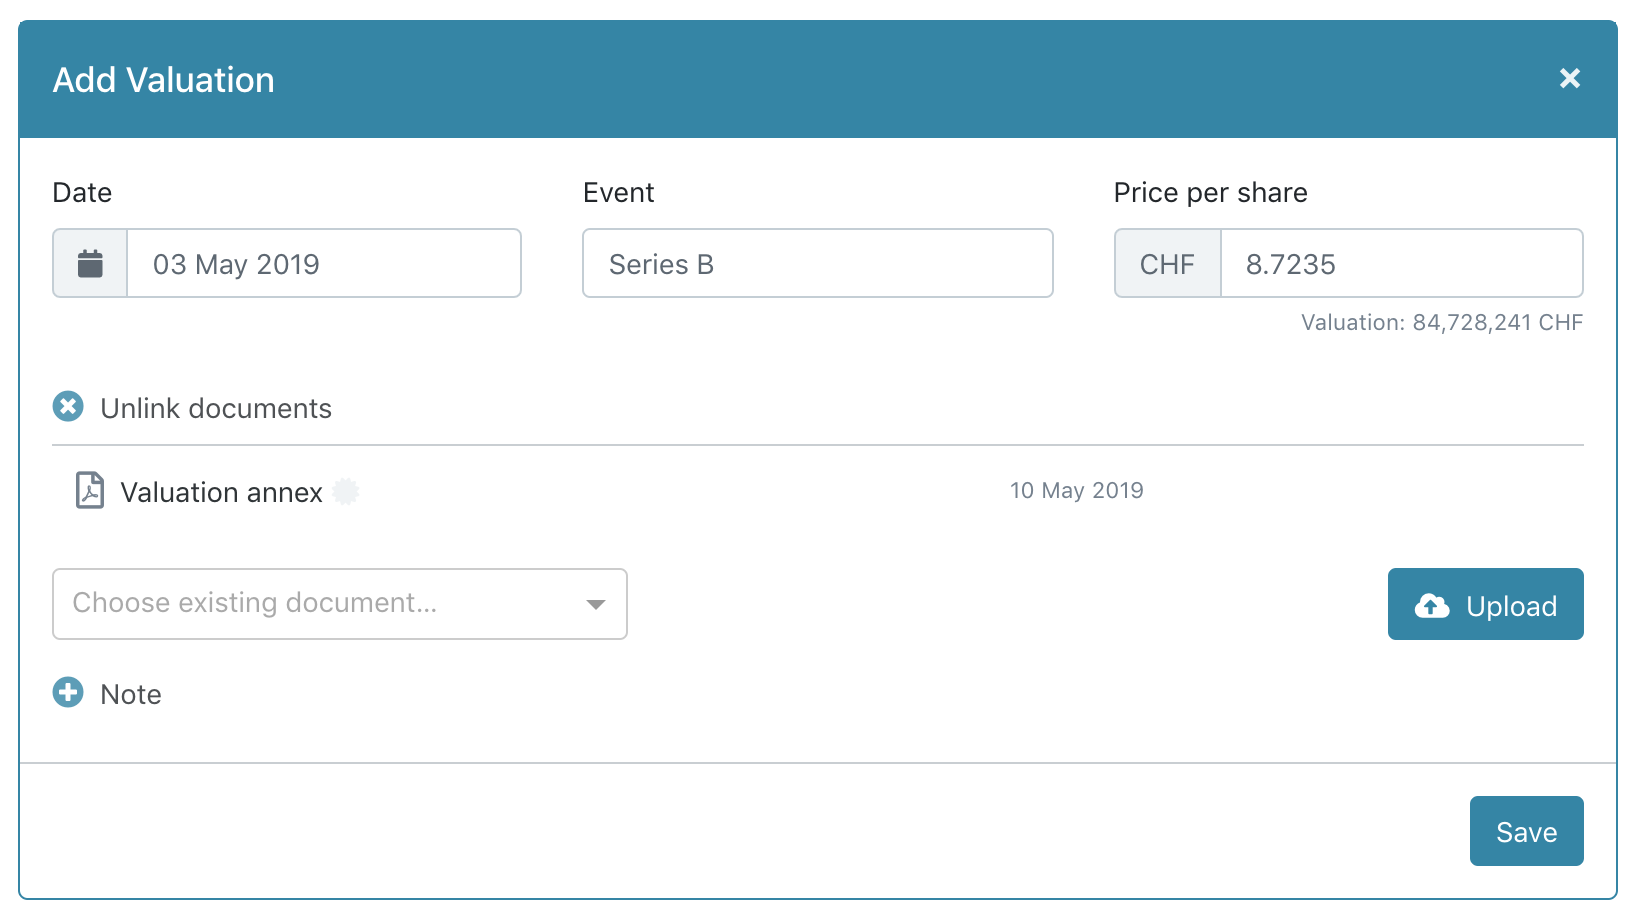 Add Valuation
Date
Event
Price per share
03 May 2019
Series B
CHF
8.7235
Valuation: 84,728,241 CHF
Unlink documents
Valuation annex
10 May 2019
Choose existing document...
Upload
Note
Save